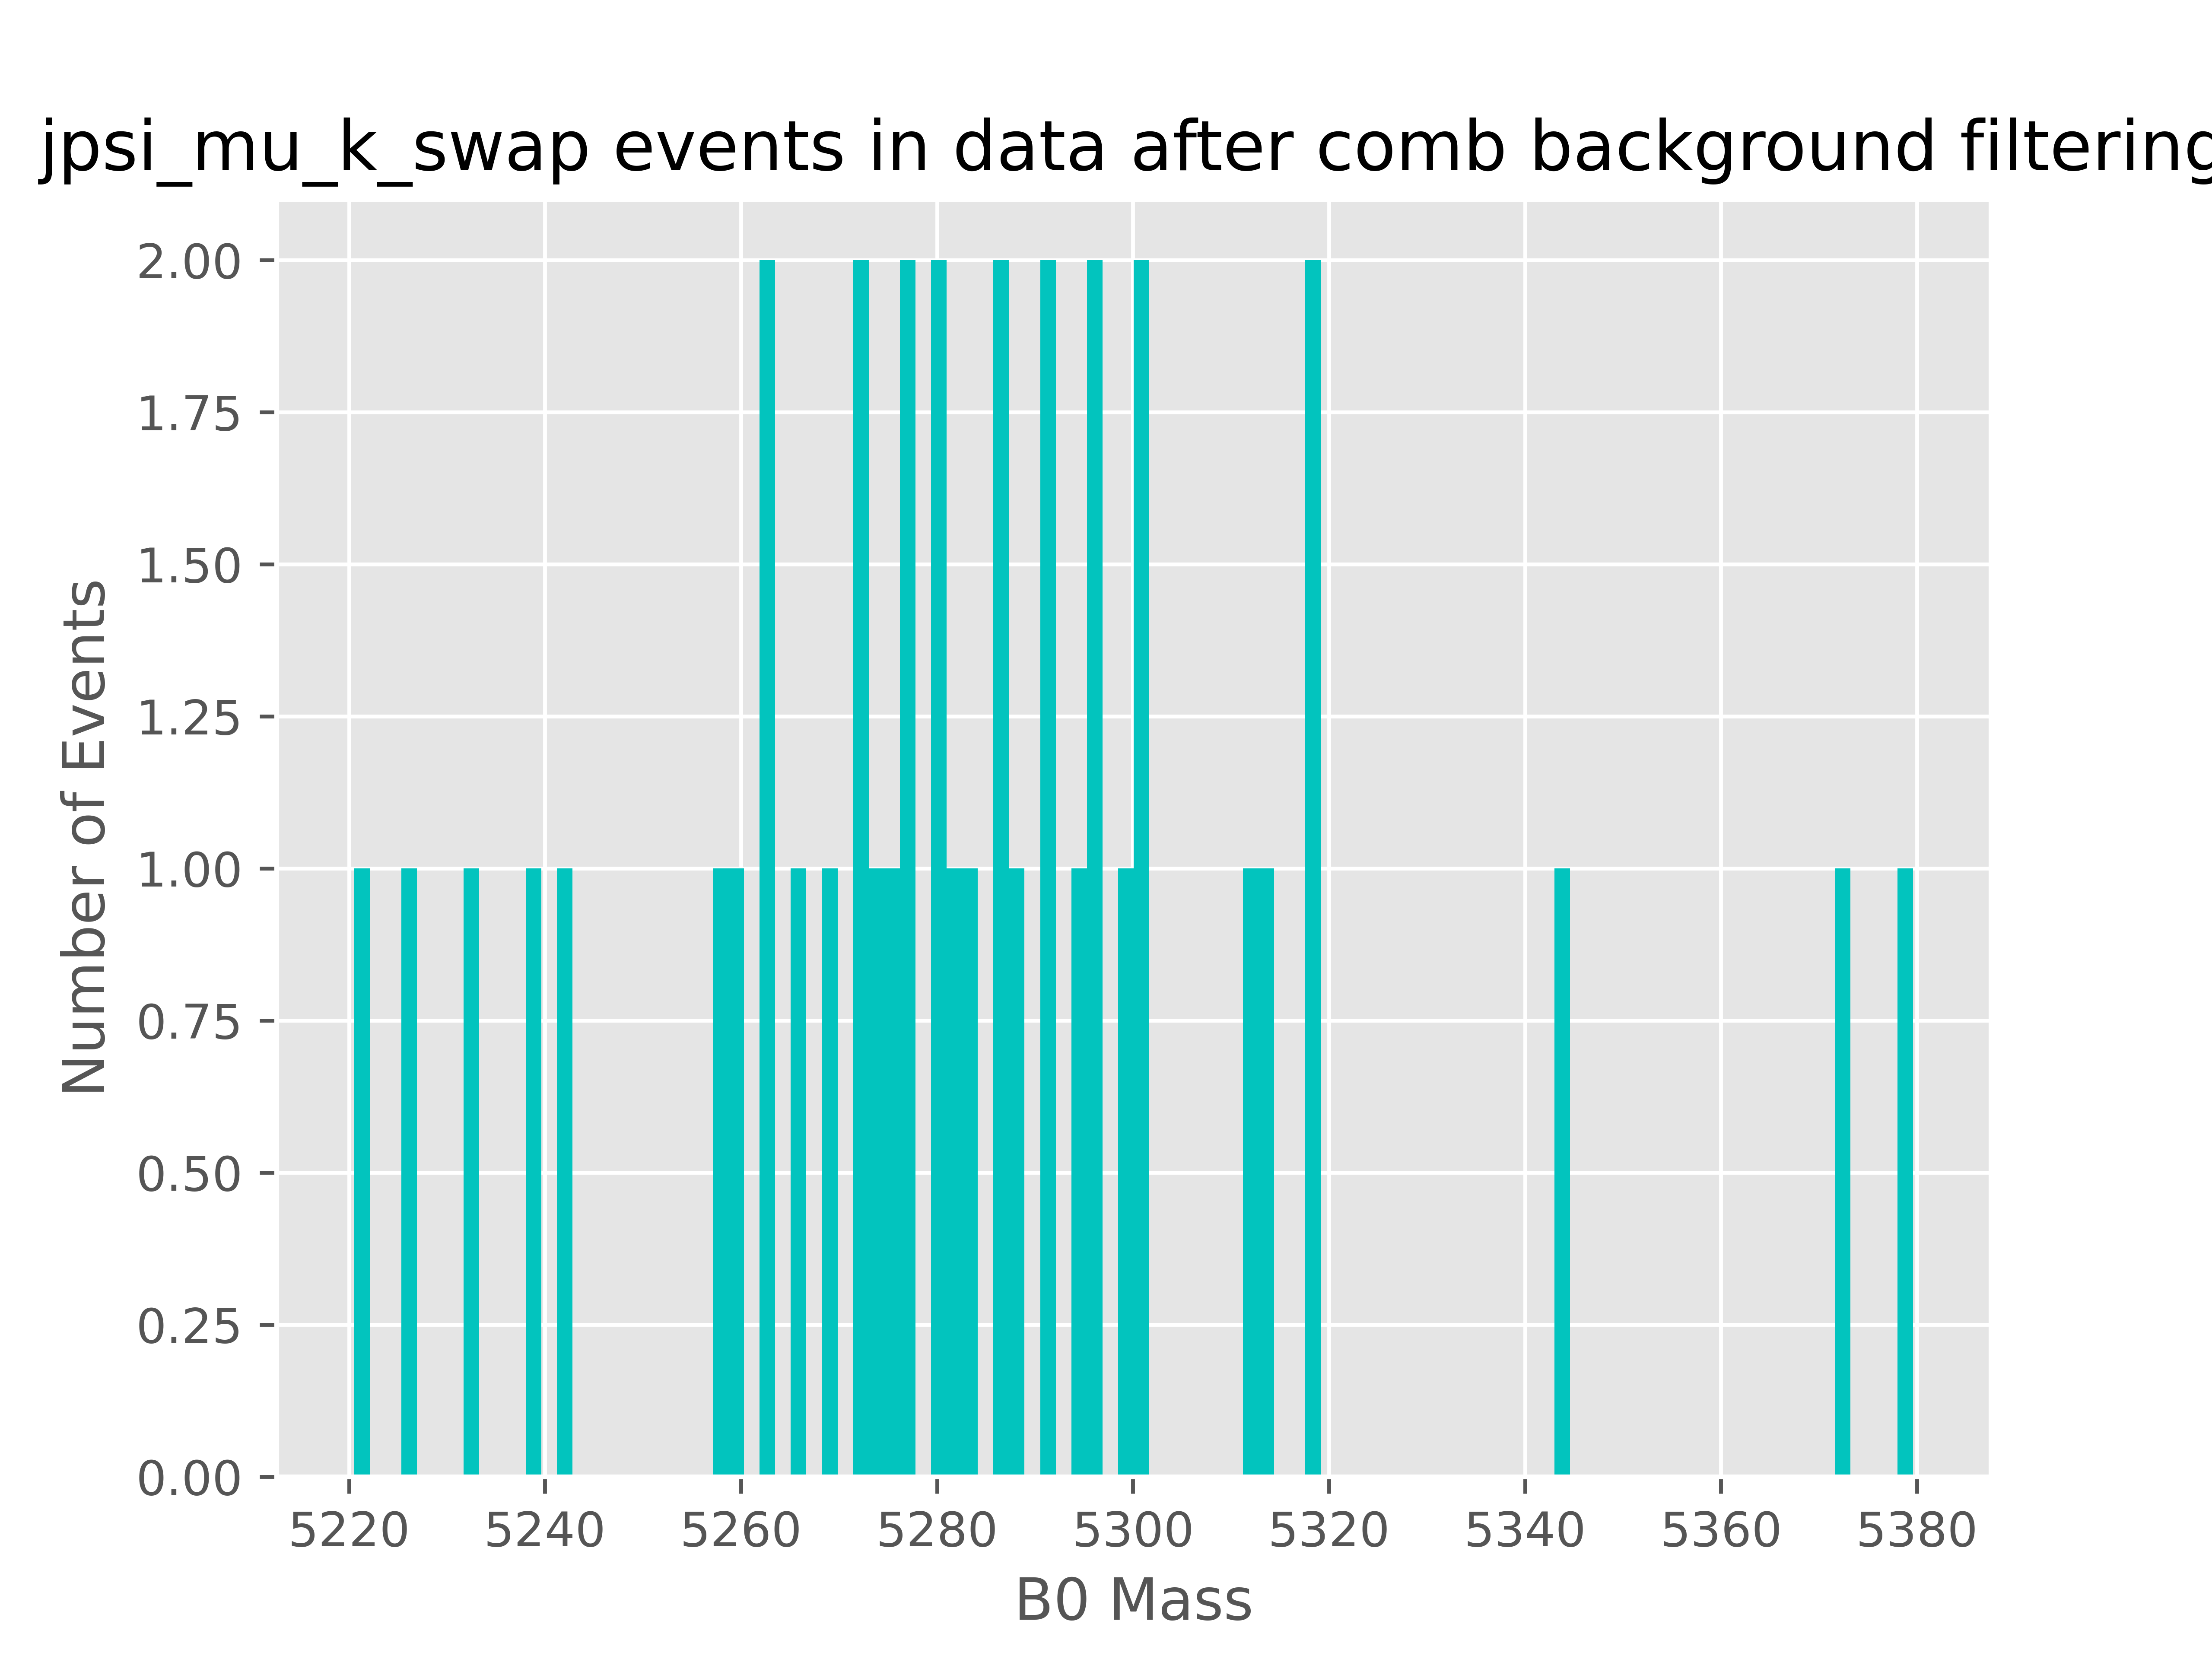 jpsi_mu_k_swap events in data after comb background filtering
2.00
1.75
1.50
1.25
1.00
0.75
0.50
0.25
0.00
Number of Events
5220 5240 5260 5280 5300 5320 5340 5360 5380
B0 Mass